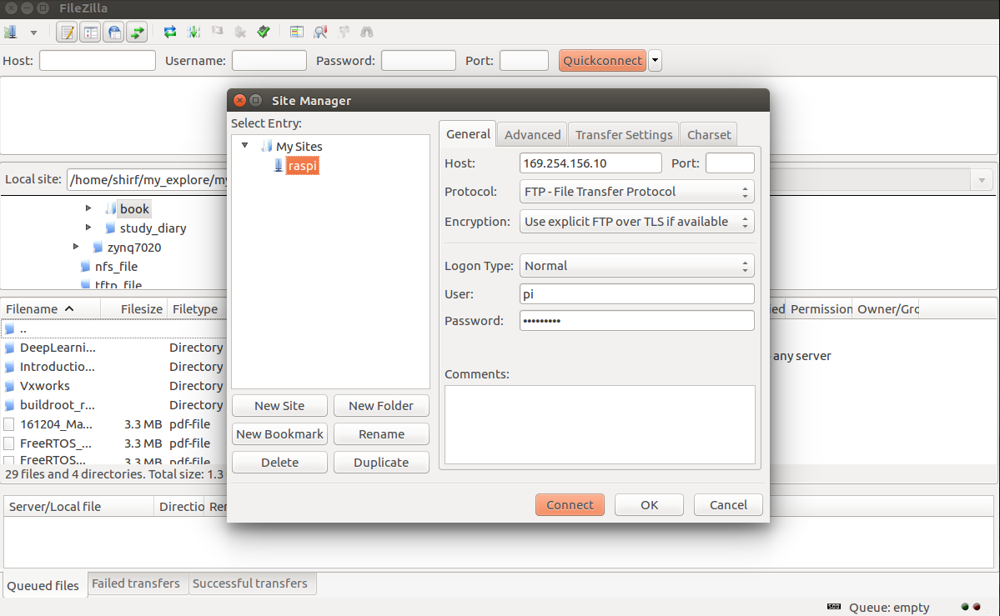 FileZilla
Host: Username: Password: Port: Quickconnect
Site Manager
Select Entry:
My Sites
raspi
New Site New Folder
New Bookmark Rename
Delete Duplicate
General Advanced Transfer Settings Charset
Host: 169.254.156.10 Port:
Protocol: FTP - File Transfer Protocol
Encryption: Use explicit FTP over TLS if available
Logon Type: Normal
User: pi
Password: •••••••••
Comments:
Connect OK Cancel
Local site: /home/shirf/my_explore/my
book
study_diary
zynq7020
nfs_file
tftp_file
Filename Filesize Filetype
..
DeepLearni... Directory
Introductio... Directory
Vxworks Directory
buildroot_r... Directory
161204_Ma... 3.3 MB pdf-file
FreeRTOS_... 3.3 MB pdf-file
FreeRTOS... 3.3 MB pdf-file
29 files and 4 directories. Total size: 1.3
ed Permission Owner/Gro
any server
Server/Local file Directio Rer
Queued files Failed transfers Successful transfers
Queue: empty